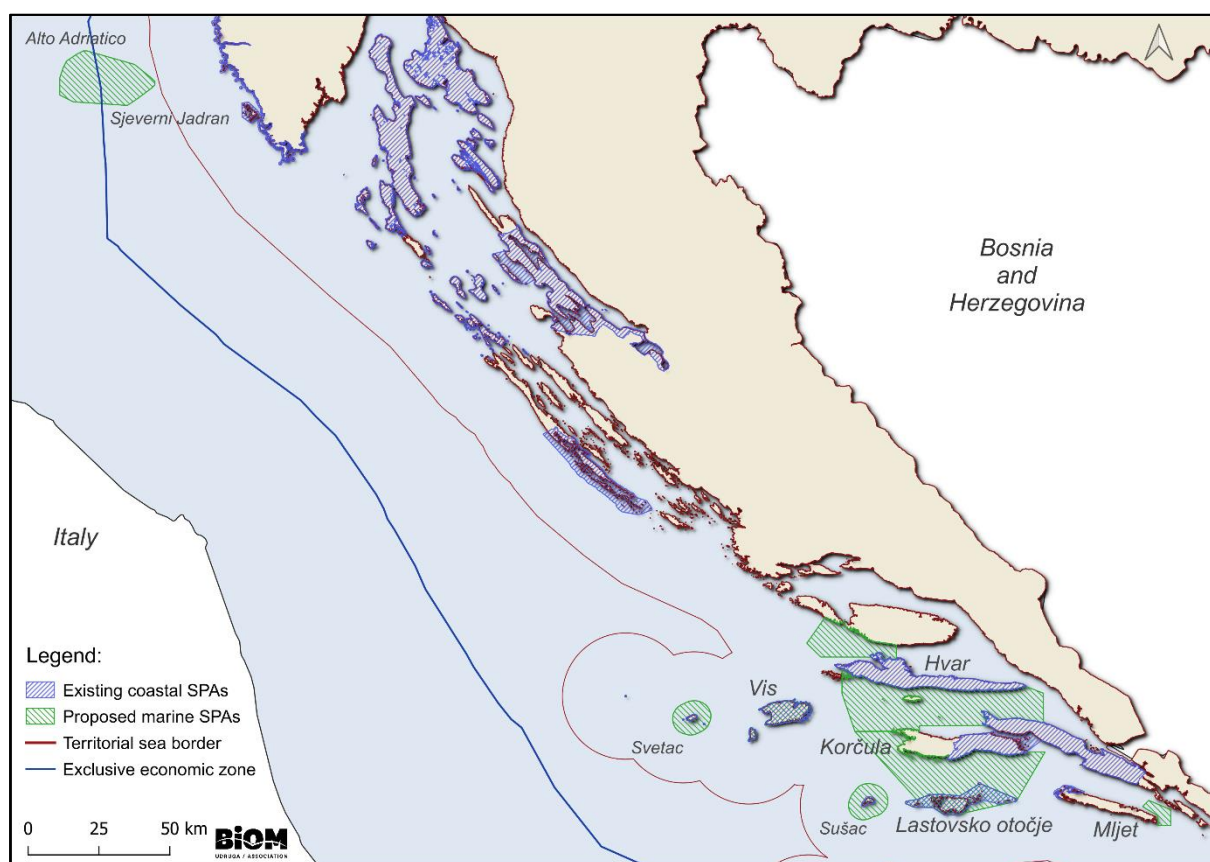 Alto Adriatico
Sjeverni Jadran
Bosnia
and
Herzegovina
Italy
Hvar
Vis
Svetac
Korčula
Sušac
Lastovsko otočje
Mljet
Legend:
Existing coastal SPAs
Proposed marine SPAs
Territorial sea border
Exclusive economic zone
0 25 50 km
BIOM
UDRUGA / ASSOCIATION